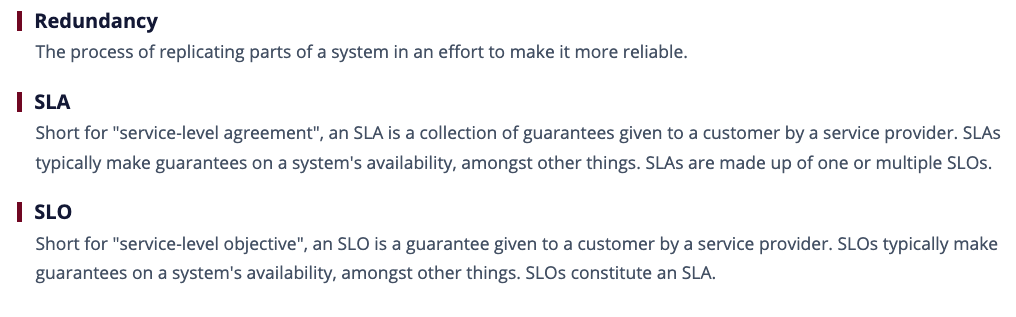 Redundancy
The process of replicating parts of a system in an effort to make it more reliable.
SLA
Short for "service-level agreement", an SLA is a collection of guarantees given to a customer by a service provider. SLAs
typically make guarantees on a system's availability, amongst other things. SLAs are made up of one or multiple SLOs.
SLO
Short for "service-level objective", an SLO is a guarantee given to a customer by a service provider. SLOs typically make
guarantees on a system's availability, amongst other things. SLOs constitute an SLA.